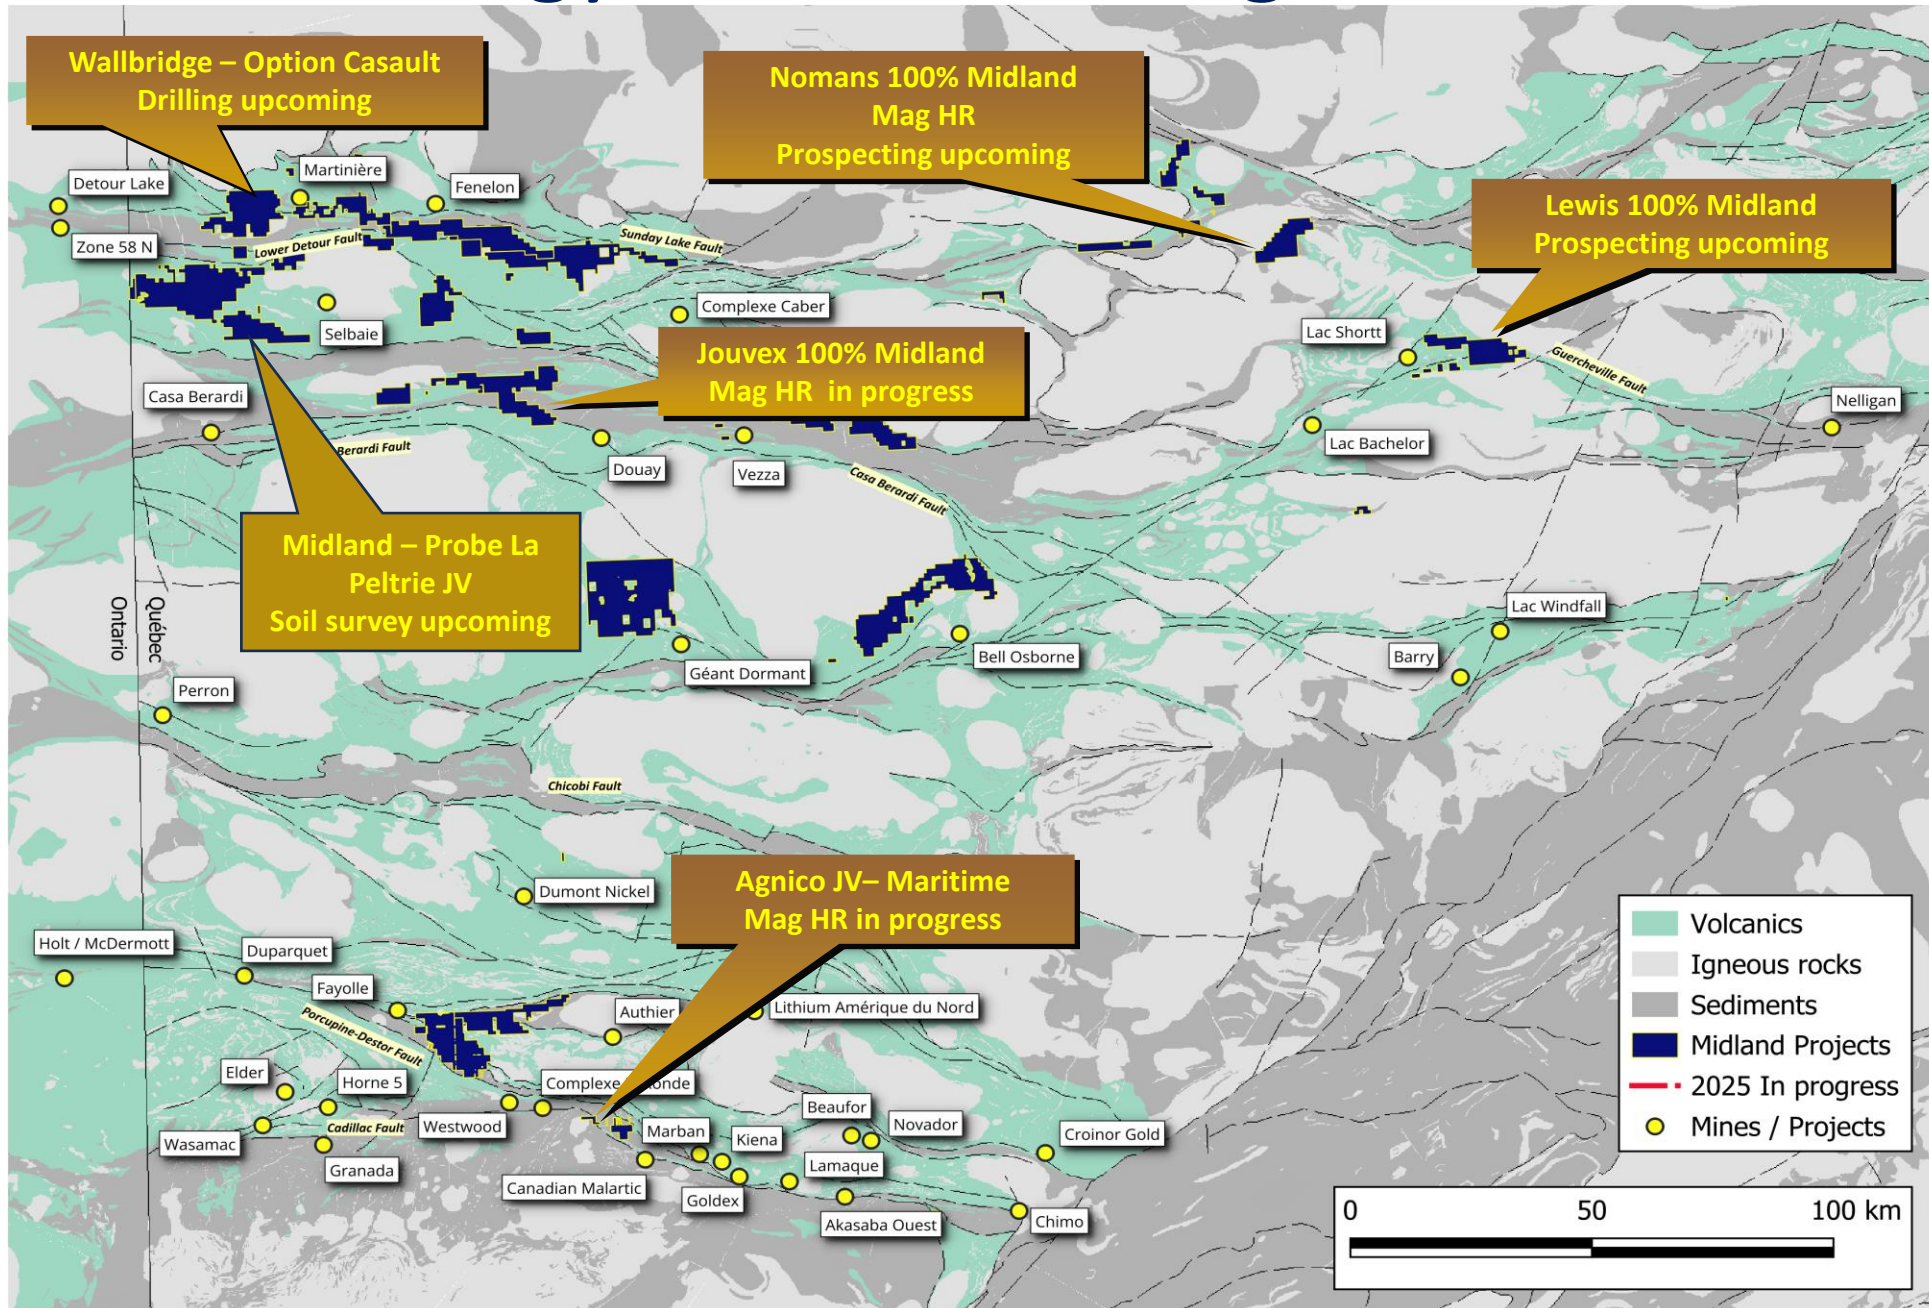 Wallbridge – Option Casault
Drilling upcoming
Nomans 100% Midland
Mag HR
Prospecting upcoming
Lewis 100% Midland
Prospecting upcoming
Detour Lake
Martinière
Fenelon
Zone 58 N
Lower Detour Fault
Sunday Lake Fault
Selbaie
Complexe Caber
Lac Shortt
Guercheville Fault
Jouvex 100% Midland
Mag HR in progress
Casa Berardi
Nelligan
Lac Bachelor
Berardi Fault
Douay
Vezza
Casa Berardi Fault
Midland – Probe La
Peltrie JV
Soil survey upcoming
Ontario
Québec
Lac Windfall
Bell Osborne
Barry
Géant Dormant
Perron
Chicobi Fault
Agnico JV– Maritime
Mag HR in progress
Dumont Nickel
Holt / McDermott
Duparquet
Fayolle
Authier
Lithium Amérique du Nord
Porcupine-Destor Fault
Elder
Horne 5
Complexe
onde
Beaufor
Novador
Cadillac Fault
Westwood
Marban
Kiena
Croinor Gold
Wasamac
Granada
Canadian Malartic
Lamaque
Goldex
Akasaba Ouest
Chimo
Volcanics
Igneous rocks
Sediments
Midland Projects
2025 In progress
Mines / Projects
0 50 100 km